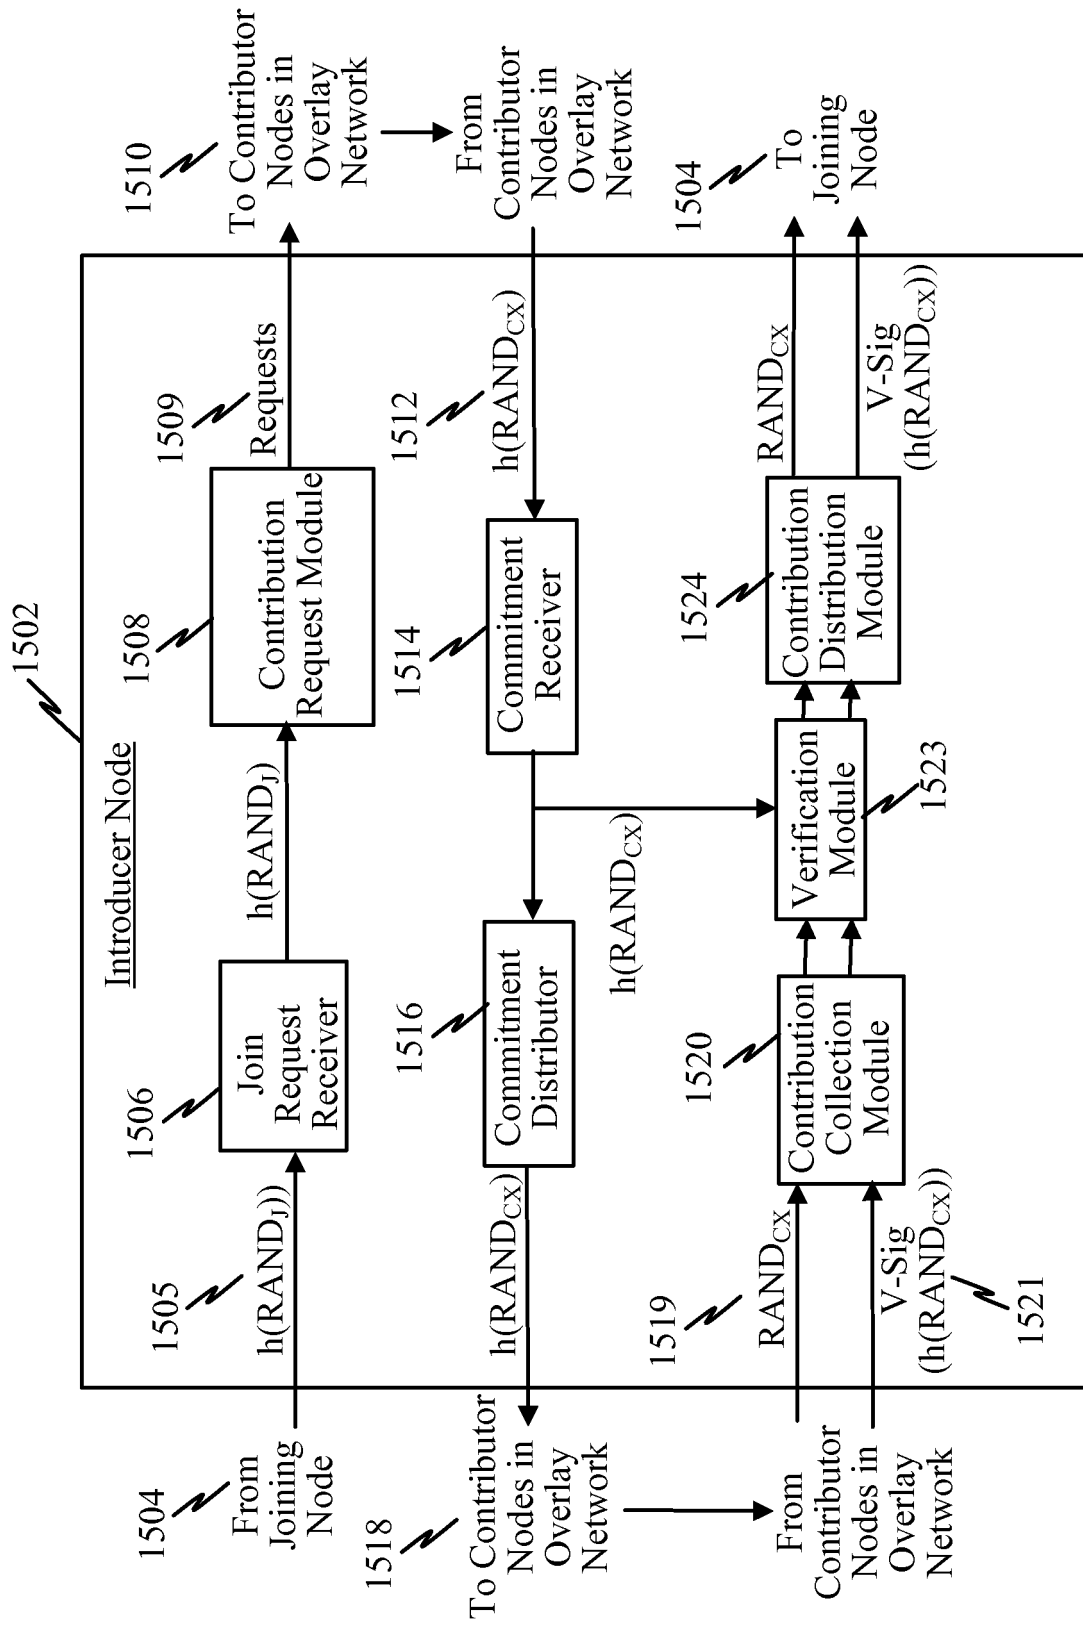 1502
Introducer Node
1504
From
Joining
Node
1505
h(RAND_J))
1506
Join
Request
Receiver
h(RAND_J)
1508
Contribution
Request Module
1509
Requests
1510
To Contributor
Nodes in
Overlay
Network
From
Contributor
Nodes in
Overlay
Network
1512
h(RAND_CX)
1514
Commitment
Receiver
h(RAND_CX)
1516
Commitment
Distributor
h(RAND_CX)
1518
To Contributor
Nodes in
Overlay
Network
From
Contributor
Nodes in
Overlay
Network
1519
RAND_CX
V-Sig
(h(RAND_CX))
1521
1520
Contribution
Collection
Module
Verification
Module
1523
1524
Contribution
Distribution
Module
RAND_CX
V-Sig
(h(RAND_CX))
1504
To
Joining
Node